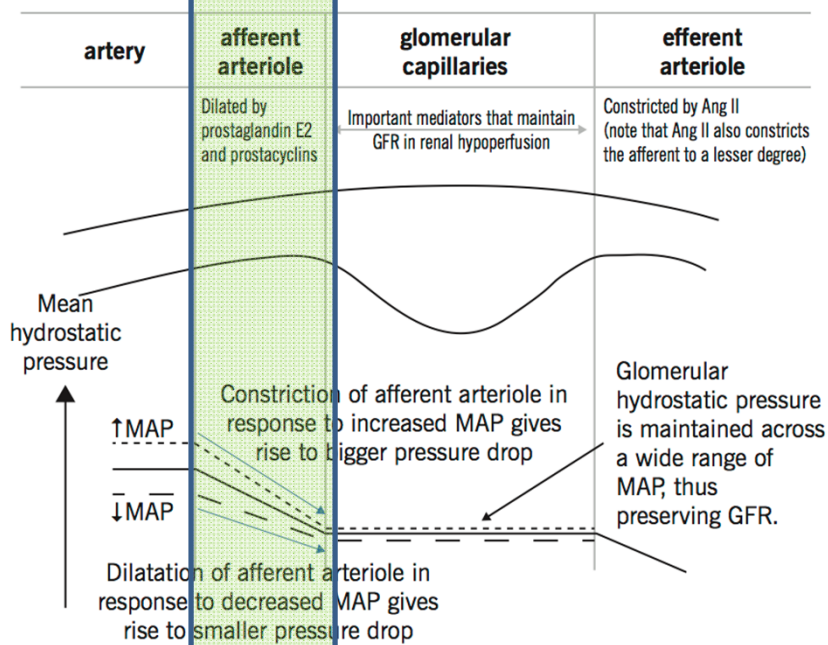 artery
afferent
arteriole
glomerular
capillaries
efferent
arteriole
Dilated by
prostaglandin E2
and prostacyclins
Important mediators that maintain
GFR in renal hypoperfusion
Constricted by Ang II
(note that Ang II also constricts
the afferent to a lesser degree)
Mean
hydrostatic
pressure
Constriction of afferent arteriole in
response to increased MAP gives
rise to bigger pressure drop
Glomerular
hydrostatic pressure
is maintained across
a wide range of
MAP, thus
preserving GFR.
↑MAP
↓MAP
Dilatation of afferent arteriole in
response to decreased MAP gives
rise to smaller pressure drop